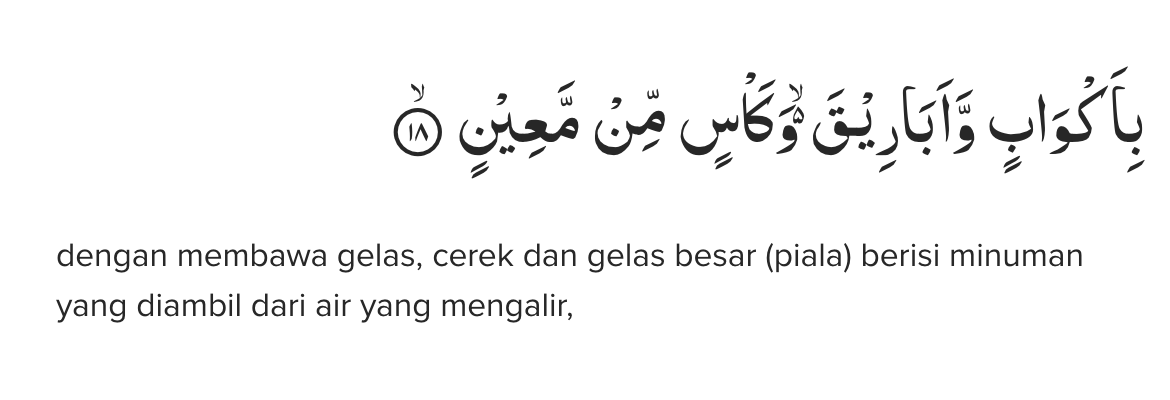 بِاَكْوَابٍ وَّاَبَارِيْقَ ەۙ وَكَأْسٍ مِّنْ مَّعِيْنٍۙ ١٨
dengan membawa gelas, cerek dan gelas besar (piala) berisi minuman
yang diambil dari air yang mengalir,